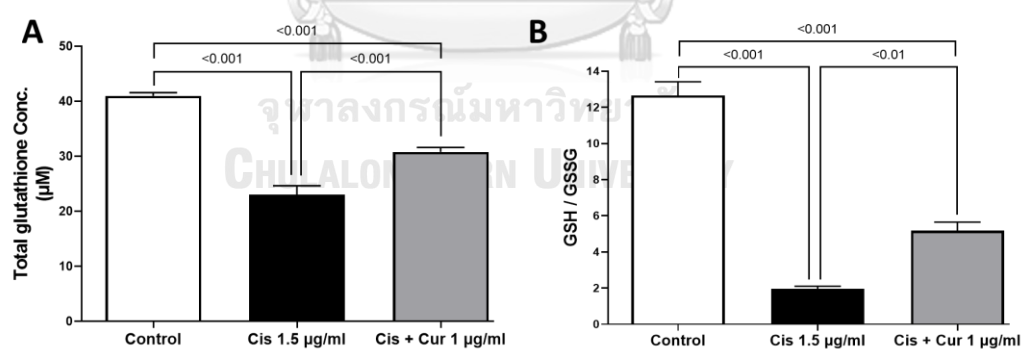 A
<0.001
<0.001
<0.001
Total glutathione Conc.
(µM)
50
40
30
20
10
0
Control
Cis 1.5 µg/ml
Cis + Cur 1 µg/ml
B
<0.001
<0.001
<0.01
GSH / GSSG
14
12
10
8
6
4
2
0
Control
Cis 1.5 µg/ml
Cis + Cur 1 µg/ml
จุฬาลงกรณ์มหาวิทยาลัย
CHULALONGKORN UNIVERSITY